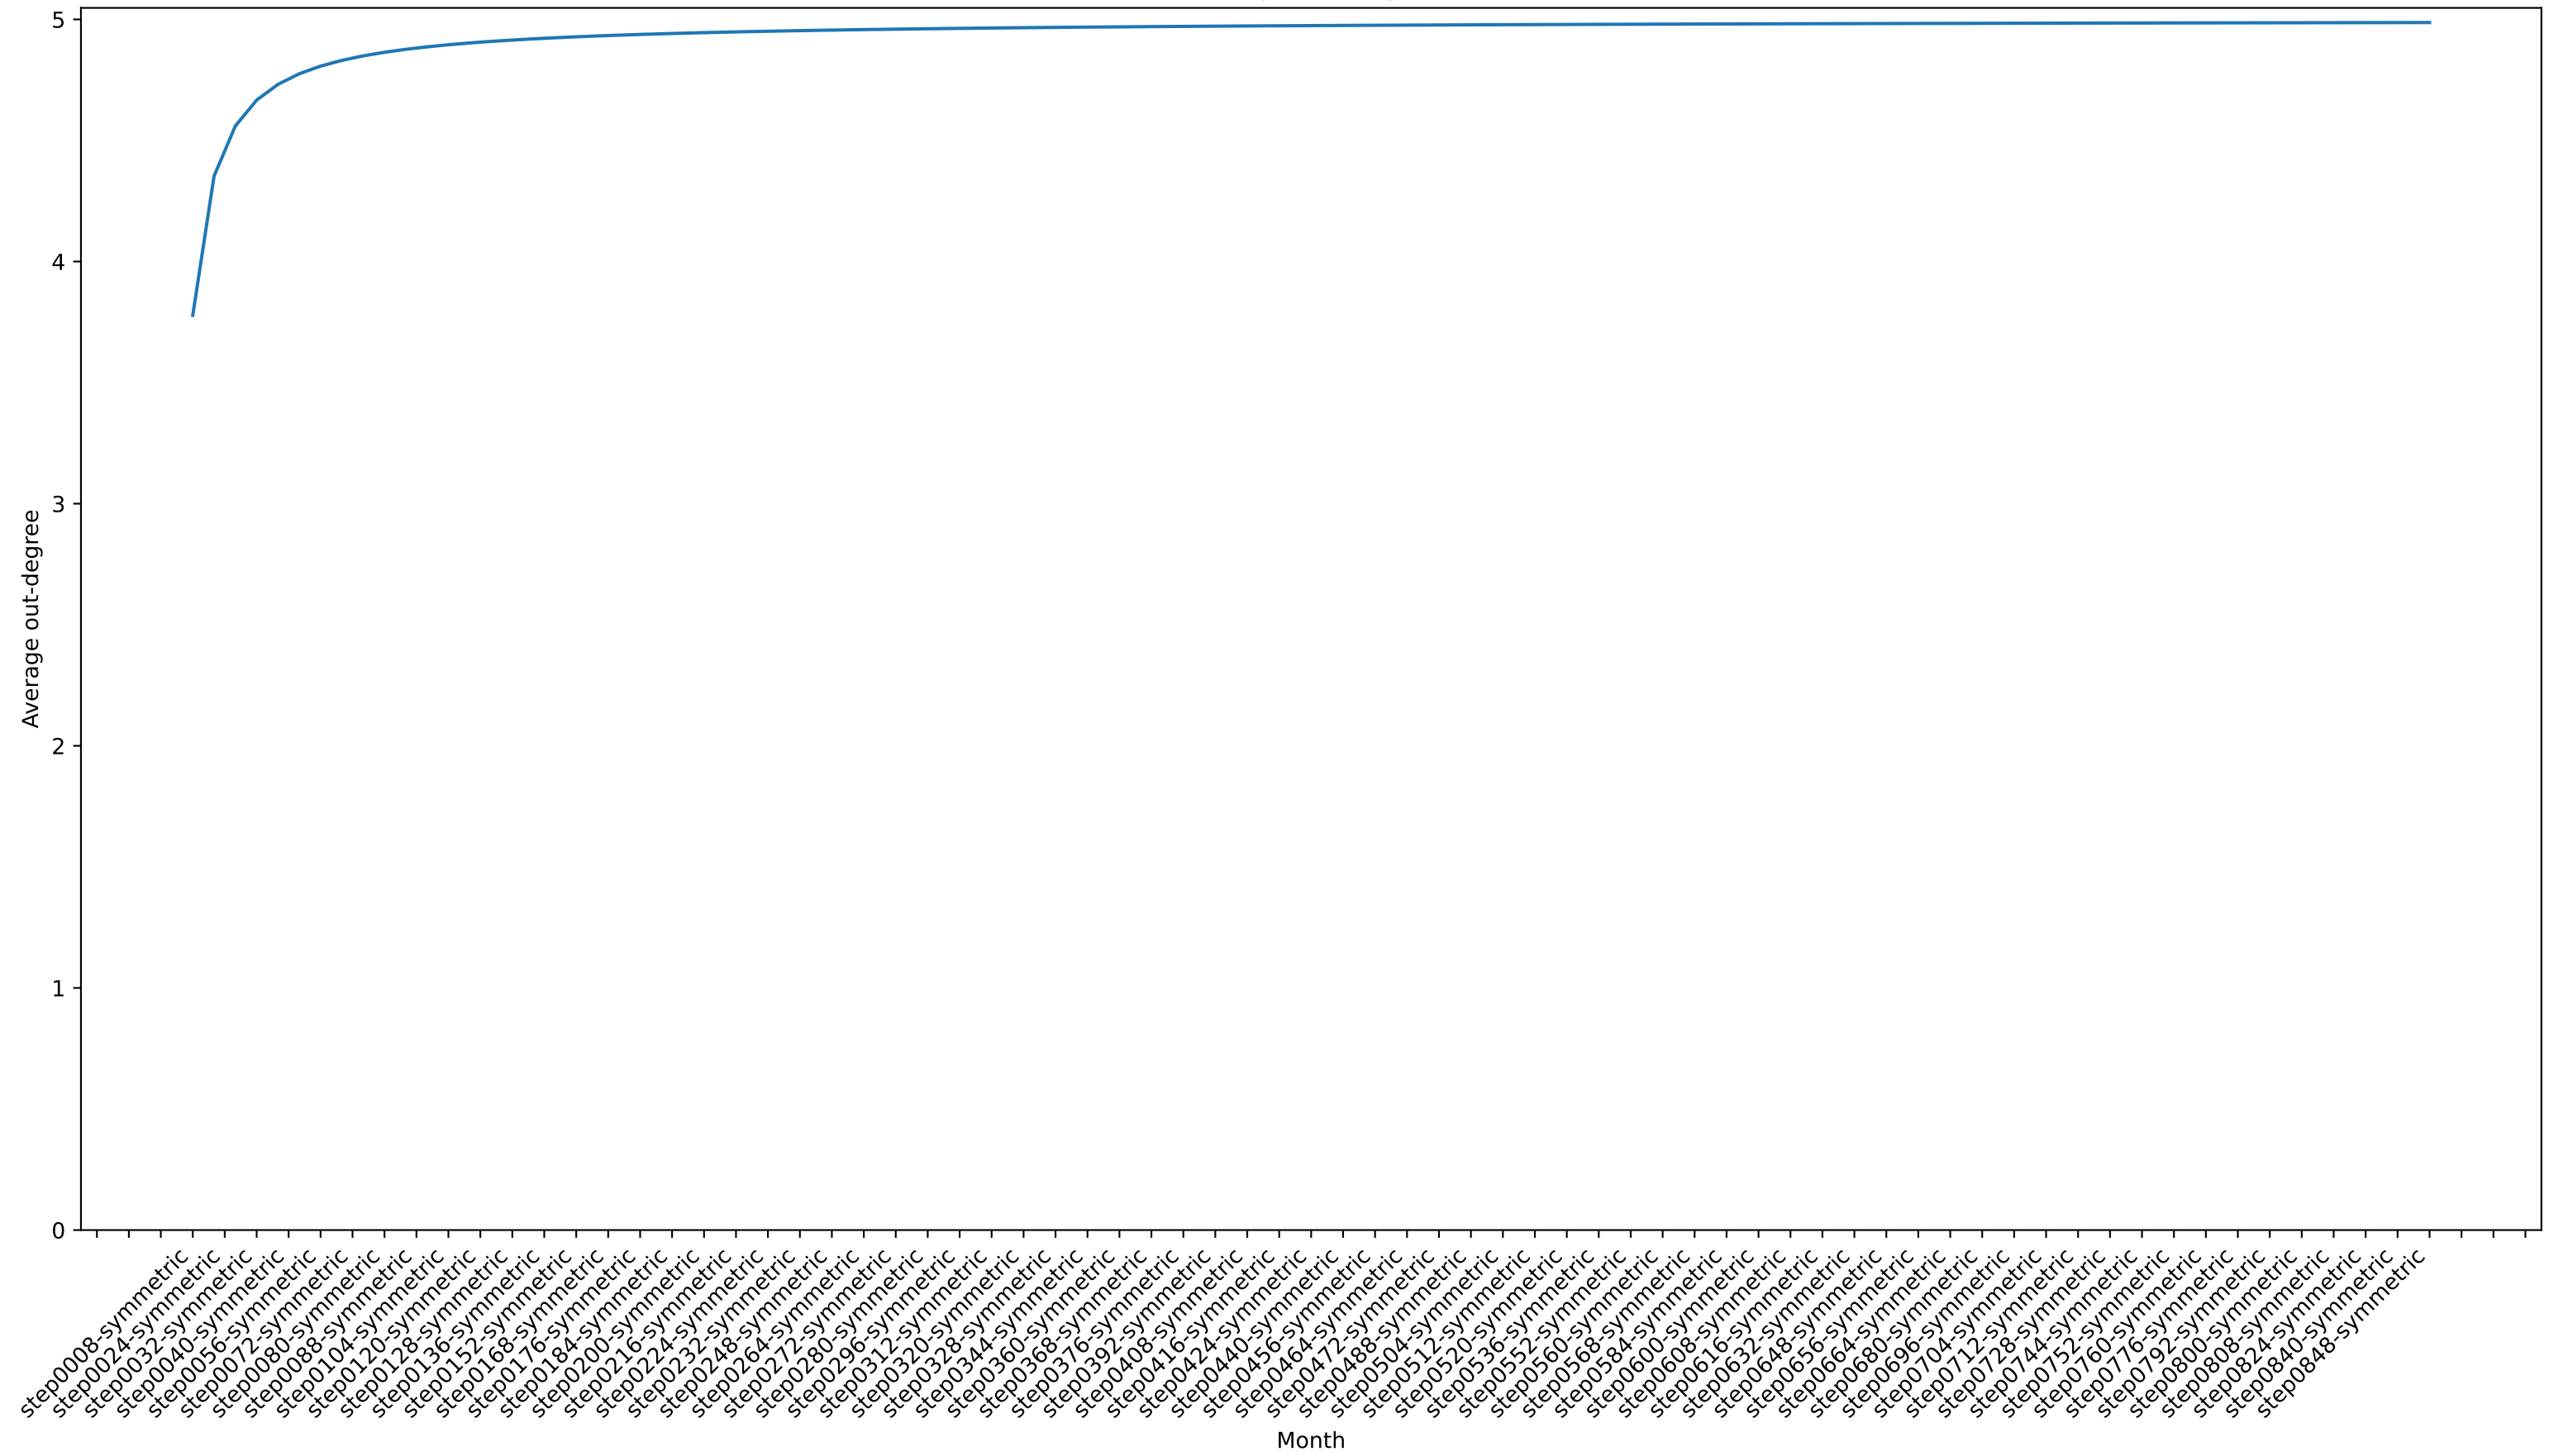 5
4
3
2
1
0
Average out-degree
step0008-symmetric
step0024-symmetric
step0032-symmetric
step0040-symmetric
step0056-symmetric
step0072-symmetric
step0080-symmetric
step0088-symmetric
step0104-symmetric
step0120-symmetric
step0128-symmetric
step0136-symmetric
step0152-symmetric
step0168-symmetric
step0176-symmetric
step0184-symmetric
step0200-symmetric
step0216-symmetric
step0224-symmetric
step0232-symmetric
step0248-symmetric
step0264-symmetric
step0272-symmetric
step0280-symmetric
step0296-symmetric
step0312-symmetric
step0320-symmetric
step0328-symmetric
step0344-symmetric
step0360-symmetric
step0368-symmetric
step0376-symmetric
step0392-symmetric
step0408-symmetric
step0416-symmetric
step0424-symmetric
step0440-symmetric
step0456-symmetric
step0464-symmetric
step0472-symmetric
step0488-symmetric
step0504-symmetric
step0512-symmetric
step0520-symmetric
step0536-symmetric
step0552-symmetric
step0560-symmetric
step0568-symmetric
step0584-symmetric
step0600-symmetric
step0608-symmetric
step0616-symmetric
step0632-symmetric
step0648-symmetric
step0656-symmetric
step0664-symmetric
step0680-symmetric
step0696-symmetric
step0704-symmetric
step0712-symmetric
step0728-symmetric
step0744-symmetric
step0752-symmetric
step0760-symmetric
step0776-symmetric
step0792-symmetric
step0800-symmetric
step0808-symmetric
step0824-symmetric
step0840-symmetric
step0848-symmetric
Month